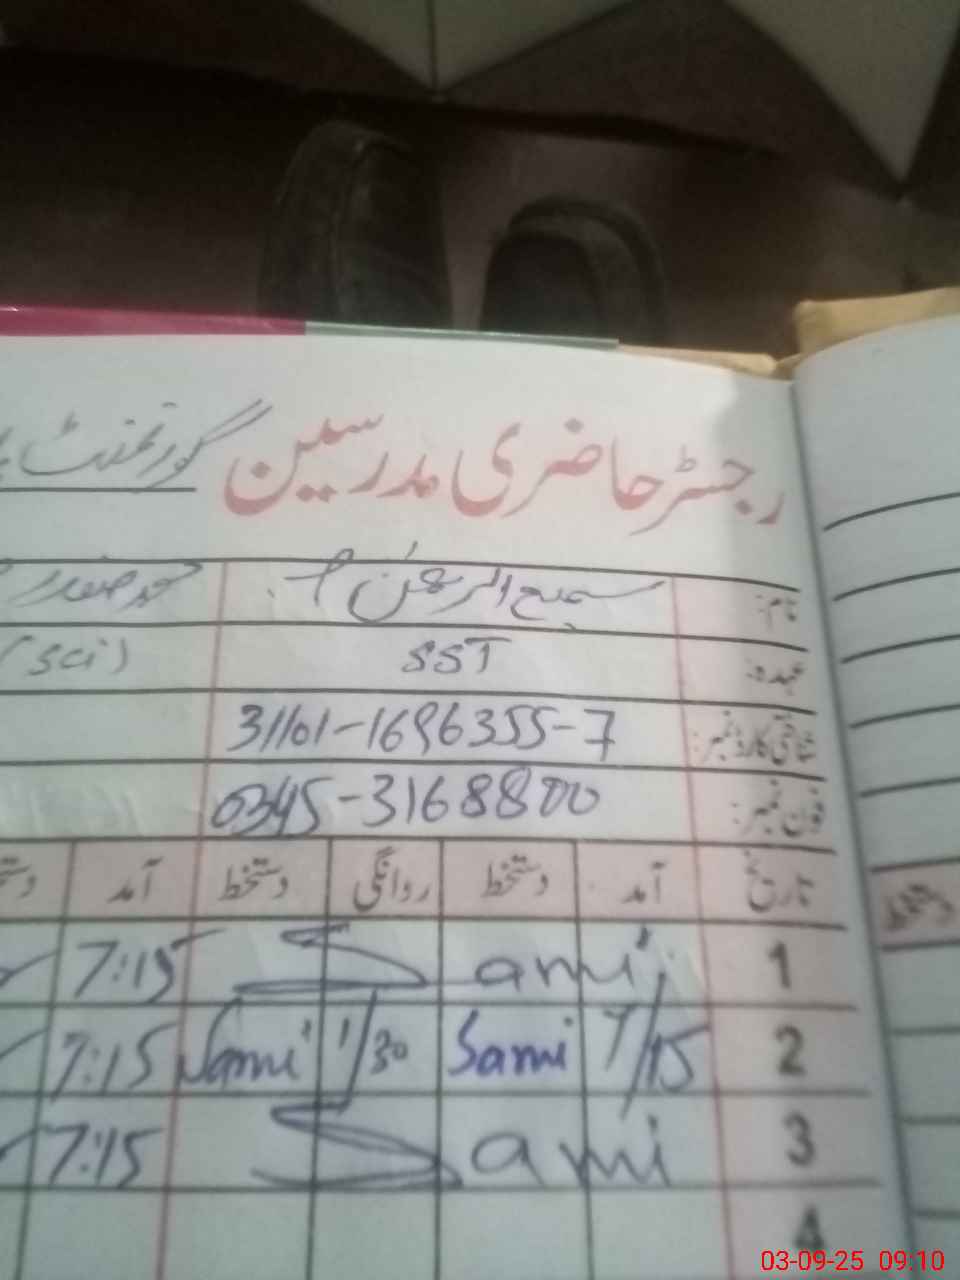 رجسٹر حاضری مدرسین گورنمنٹ
نام: سمیع الرحمٰن محمد صفدر
عہدہ: SST (Sci)
شناختی کارڈ نمبر: 31101-1696355-7
فون نمبر: 0345-3168800
تاریخ آمد دستخط روانگی دستخط آمد
دستخط
1 Sami 7:15
2 7/15 Sami 1/30 Sami 7:15
3 Sami 7:15
4
03-09-25 09:10